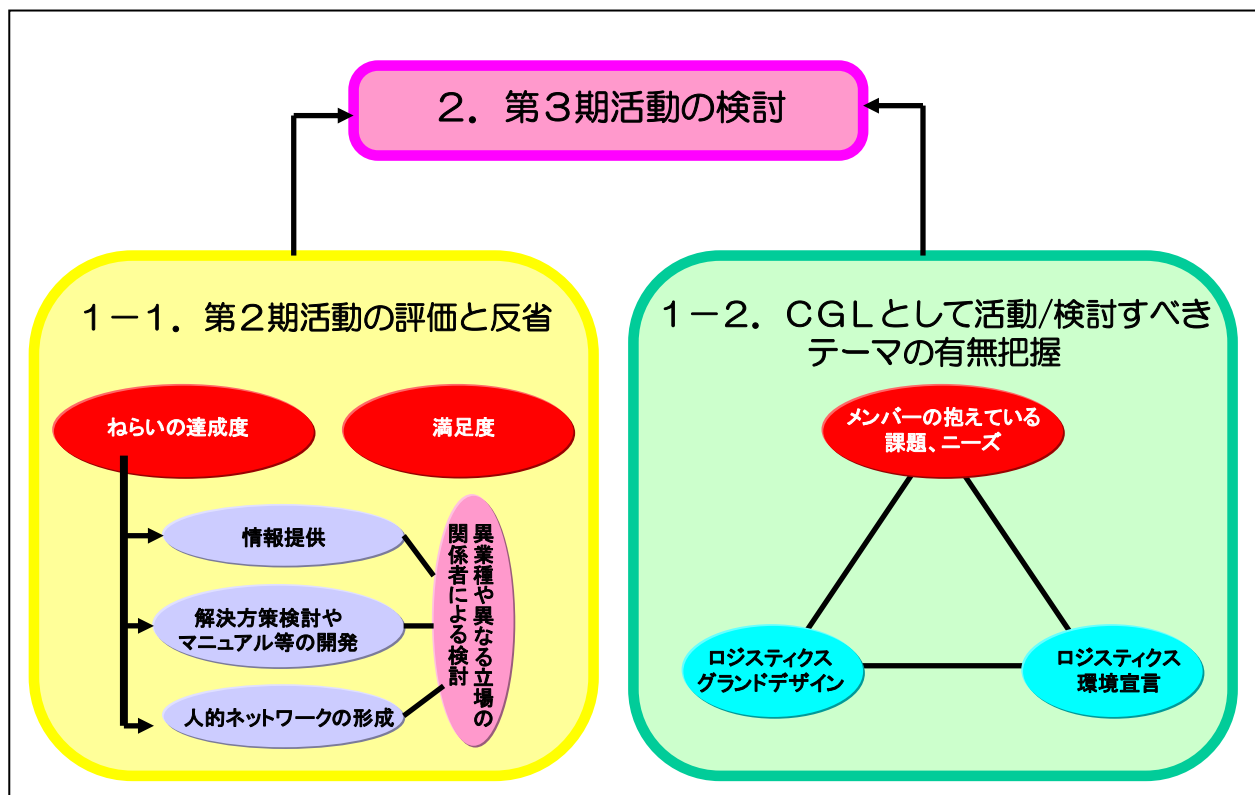 ２．第３期活動の検討
１－１．第２期活動の評価と反省
ねらいの達成度
満足度
情報提供
解決方策検討や
マニュアル等の開発
人的ネットワークの形成
異業種や異なる立場の
関係者による検討
１－２．ＣＧＬとして活動/検討すべき
テーマの有無把握
メンバーの抱えている
課題、ニーズ
ロジスティクス
グランドデザイン
ロジスティクス
環境宣言